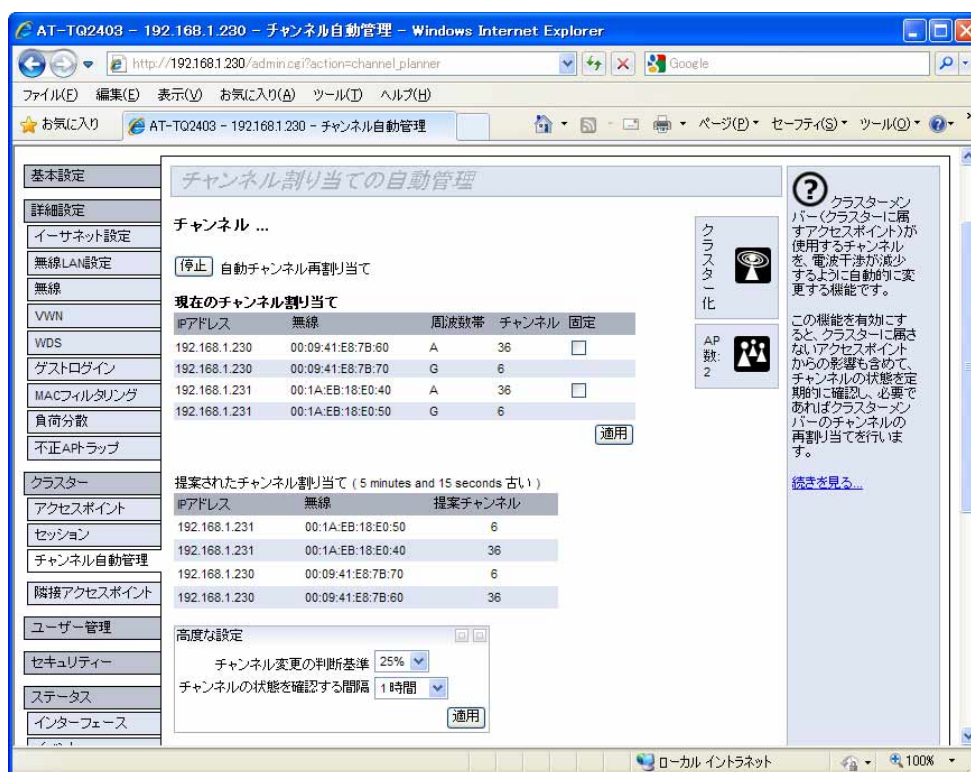 AT-TQ2403 - 192.168.1.230 - チャンネル自動管理 - Windows Internet Explorer
http://192.168.1.230/admin.cgi?action=channel_planner
Google
ファイル(F) 編集(E) 表示(V) お気に入り(A) ツール(T) ヘルプ(H)
お気に入り
AT-TQ2403 - 192.168.1.230 - チャンネル自動管理
ページ(P) セーフティ(S) ツール(O)
基本設定
詳細設定
イーサネット設定
無線LAN設定
無線
VWN
WDS
ゲストログイン
MACフィルタリング
負荷分散
不正APトラップ
クラスター
アクセスポイント
セッション
チャンネル自動管理
隣接アクセスポイント
ユーザー管理
セキュリティー
ステータス
インターフェース
チャンネル割り当ての自動管理
チャンネル ...
停止 自動チャンネル再割り当て
現在のチャンネル割り当て
IPアドレス 無線 周波数帯 チャンネル 固定
192.168.1.230 00:09:41:E8:7B:60 A 36
192.168.1.230 00:09:41:E8:7B:70 G 6
192.168.1.231 00:1A:EB:18:E0:40 A 36
192.168.1.231 00:1A:EB:18:E0:50 G 6
適用
提案されたチャンネル割り当て ( 5 minutes and 15 seconds 古い )
IPアドレス 無線 提案チャンネル
192.168.1.231 00:1A:EB:18:E0:50 6
192.168.1.231 00:1A:EB:18:E0:40 36
192.168.1.230 00:09:41:E8:7B:70 6
192.168.1.230 00:09:41:E8:7B:60 36
高度な設定
チャンネル変更の判断基準 25%
チャンネルの状態を確認する間隔 1時間
適用
クラスター化
AP数: 2
クラスターメン
バー(クラスターに属
すアクセスポイント)が
使用するチャンネル
を、電波干渉が減少
するように自動的に変
更する機能です。
この機能を有効にす
ると、クラスターに属さ
ないアクセスポイント
からの影響も含めて、
チャンネルの状態を定
期的に確認し、必要で
あればクラスターメン
バーのチャンネルの
再割り当てを行いま
す。
続きを見る...
ローカル イントラネット
100%